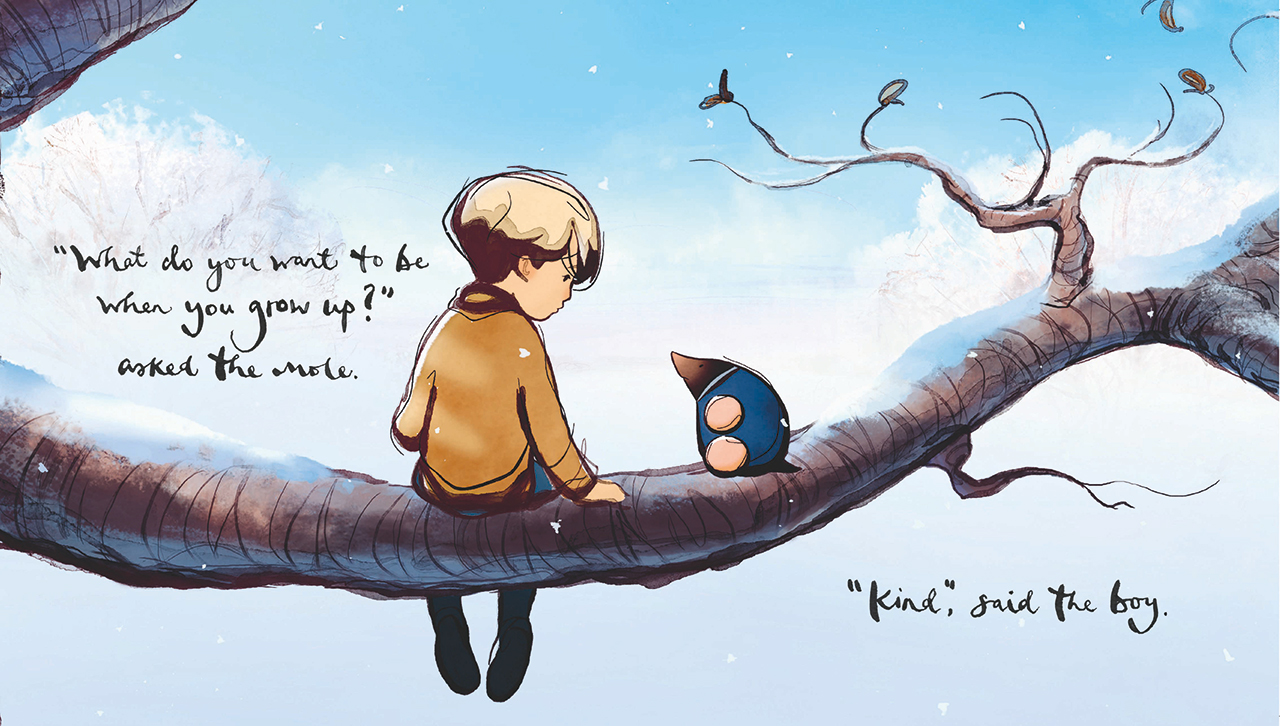 "What do you want to be
when you grow up?"
asked the mole.
"Kind", said the boy.